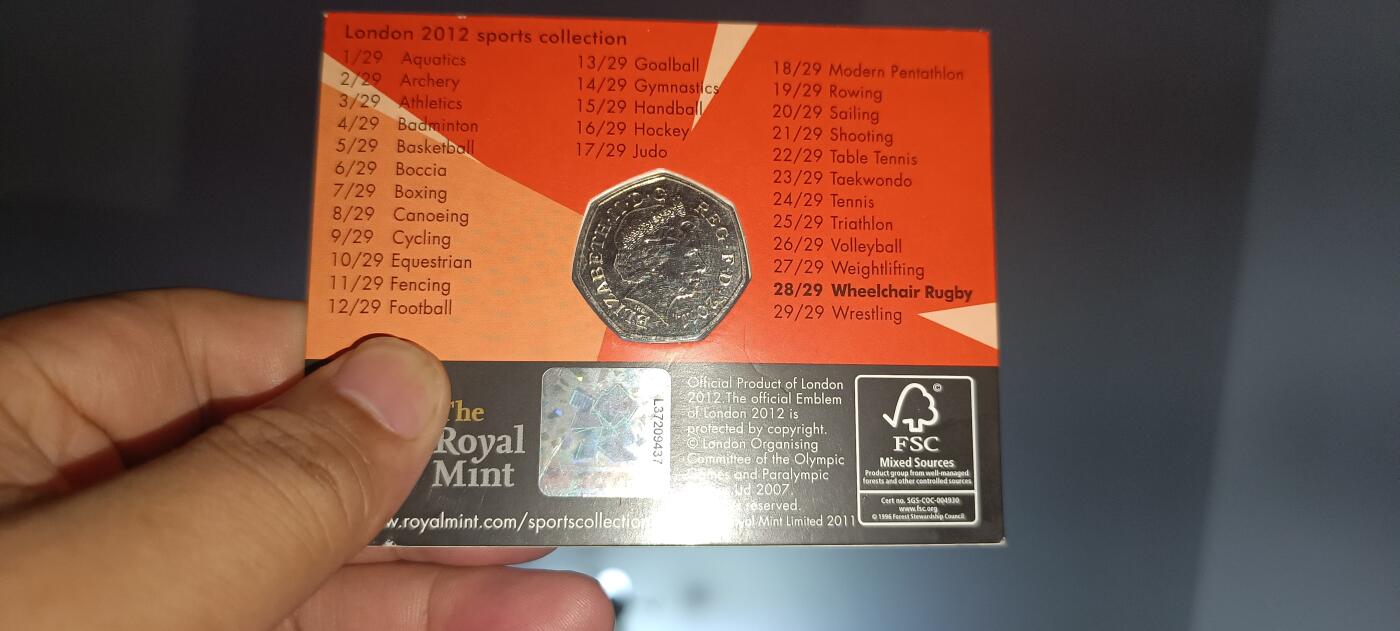 London 2012 sports collection
1/29 Aquatics
2/29 Archery
3/29 Athletics
4/29 Badminton
5/29 Basketball
6/29 Boccia
7/29 Boxing
8/29 Canoeing
9/29 Cycling
10/29 Equestrian
11/29 Fencing
12/29 Football
13/29 Goalball
14/29 Gymnastics
15/29 Handball
16/29 Hockey
17/29 Judo
18/29 Modern Pentathlon
19/29 Rowing
20/29 Sailing
21/29 Shooting
22/29 Table Tennis
23/29 Taekwondo
24/29 Tennis
25/29 Triathlon
26/29 Volleyball
27/29 Weightlifting
28/29 Wheelchair Rugby
29/29 Wrestling
ELIZABETH·II·D·G REG·F·D·
The
Royal
Mint
L37209437
w.royalmint.com/sportscollection
Official Product of London
2012.The official Emblem
of London 2012 is
protected by copyright.
© London Organising
Committee of the Olympic
Games and Paralympic
2007.
reserved.
Mint Limited 2011
©
FSC
Mixed Sources
Product group from well-managed
forests and other controlled sources
Cert no. SGS-COC-004930
www.fsc.org
© 1996 Forest Stewardship Council